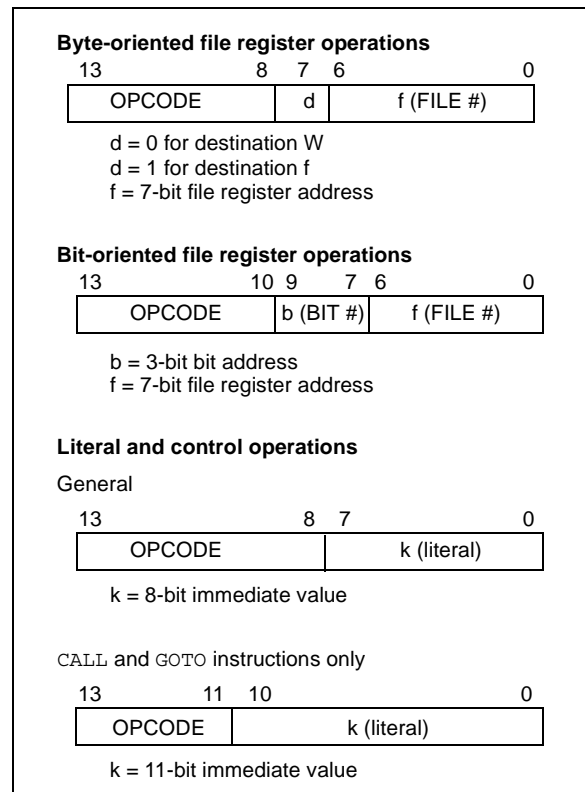 Byte-oriented file register operations
13 8 7 6 0
OPCODE d f (FILE #)
d = 0 for destination W
d = 1 for destination f
f = 7-bit file register address
Bit-oriented file register operations
13 10 9 7 6 0
OPCODE b (BIT #) f (FILE #)
b = 3-bit bit address
f = 7-bit file register address
Literal and control operations
General
13 8 7 0
OPCODE k (literal)
k = 8-bit immediate value
CALL and GOTO instructions only
13 11 10 0
OPCODE k (literal)
k = 11-bit immediate value